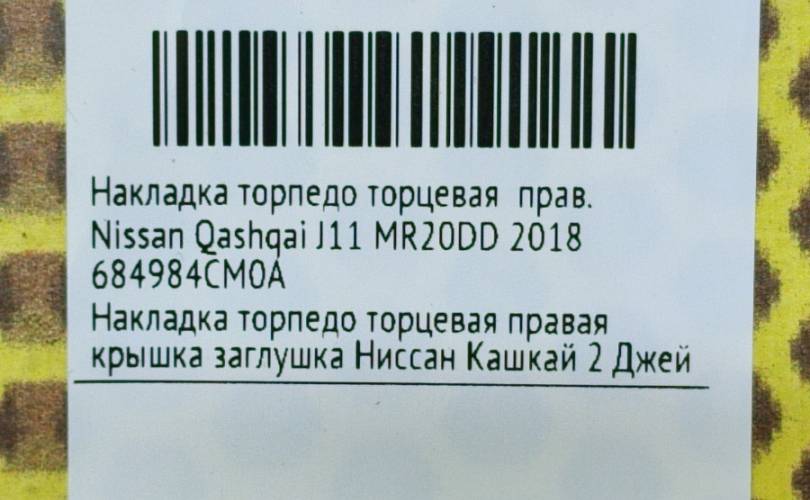 Накладка торпедо торцевая прав.
Nissan Qashqai J11 MR20DD 2018
684984CM0A
Накладка торпедо торцевая правая
крышка заглушка Ниссан Кашкай 2 Джей